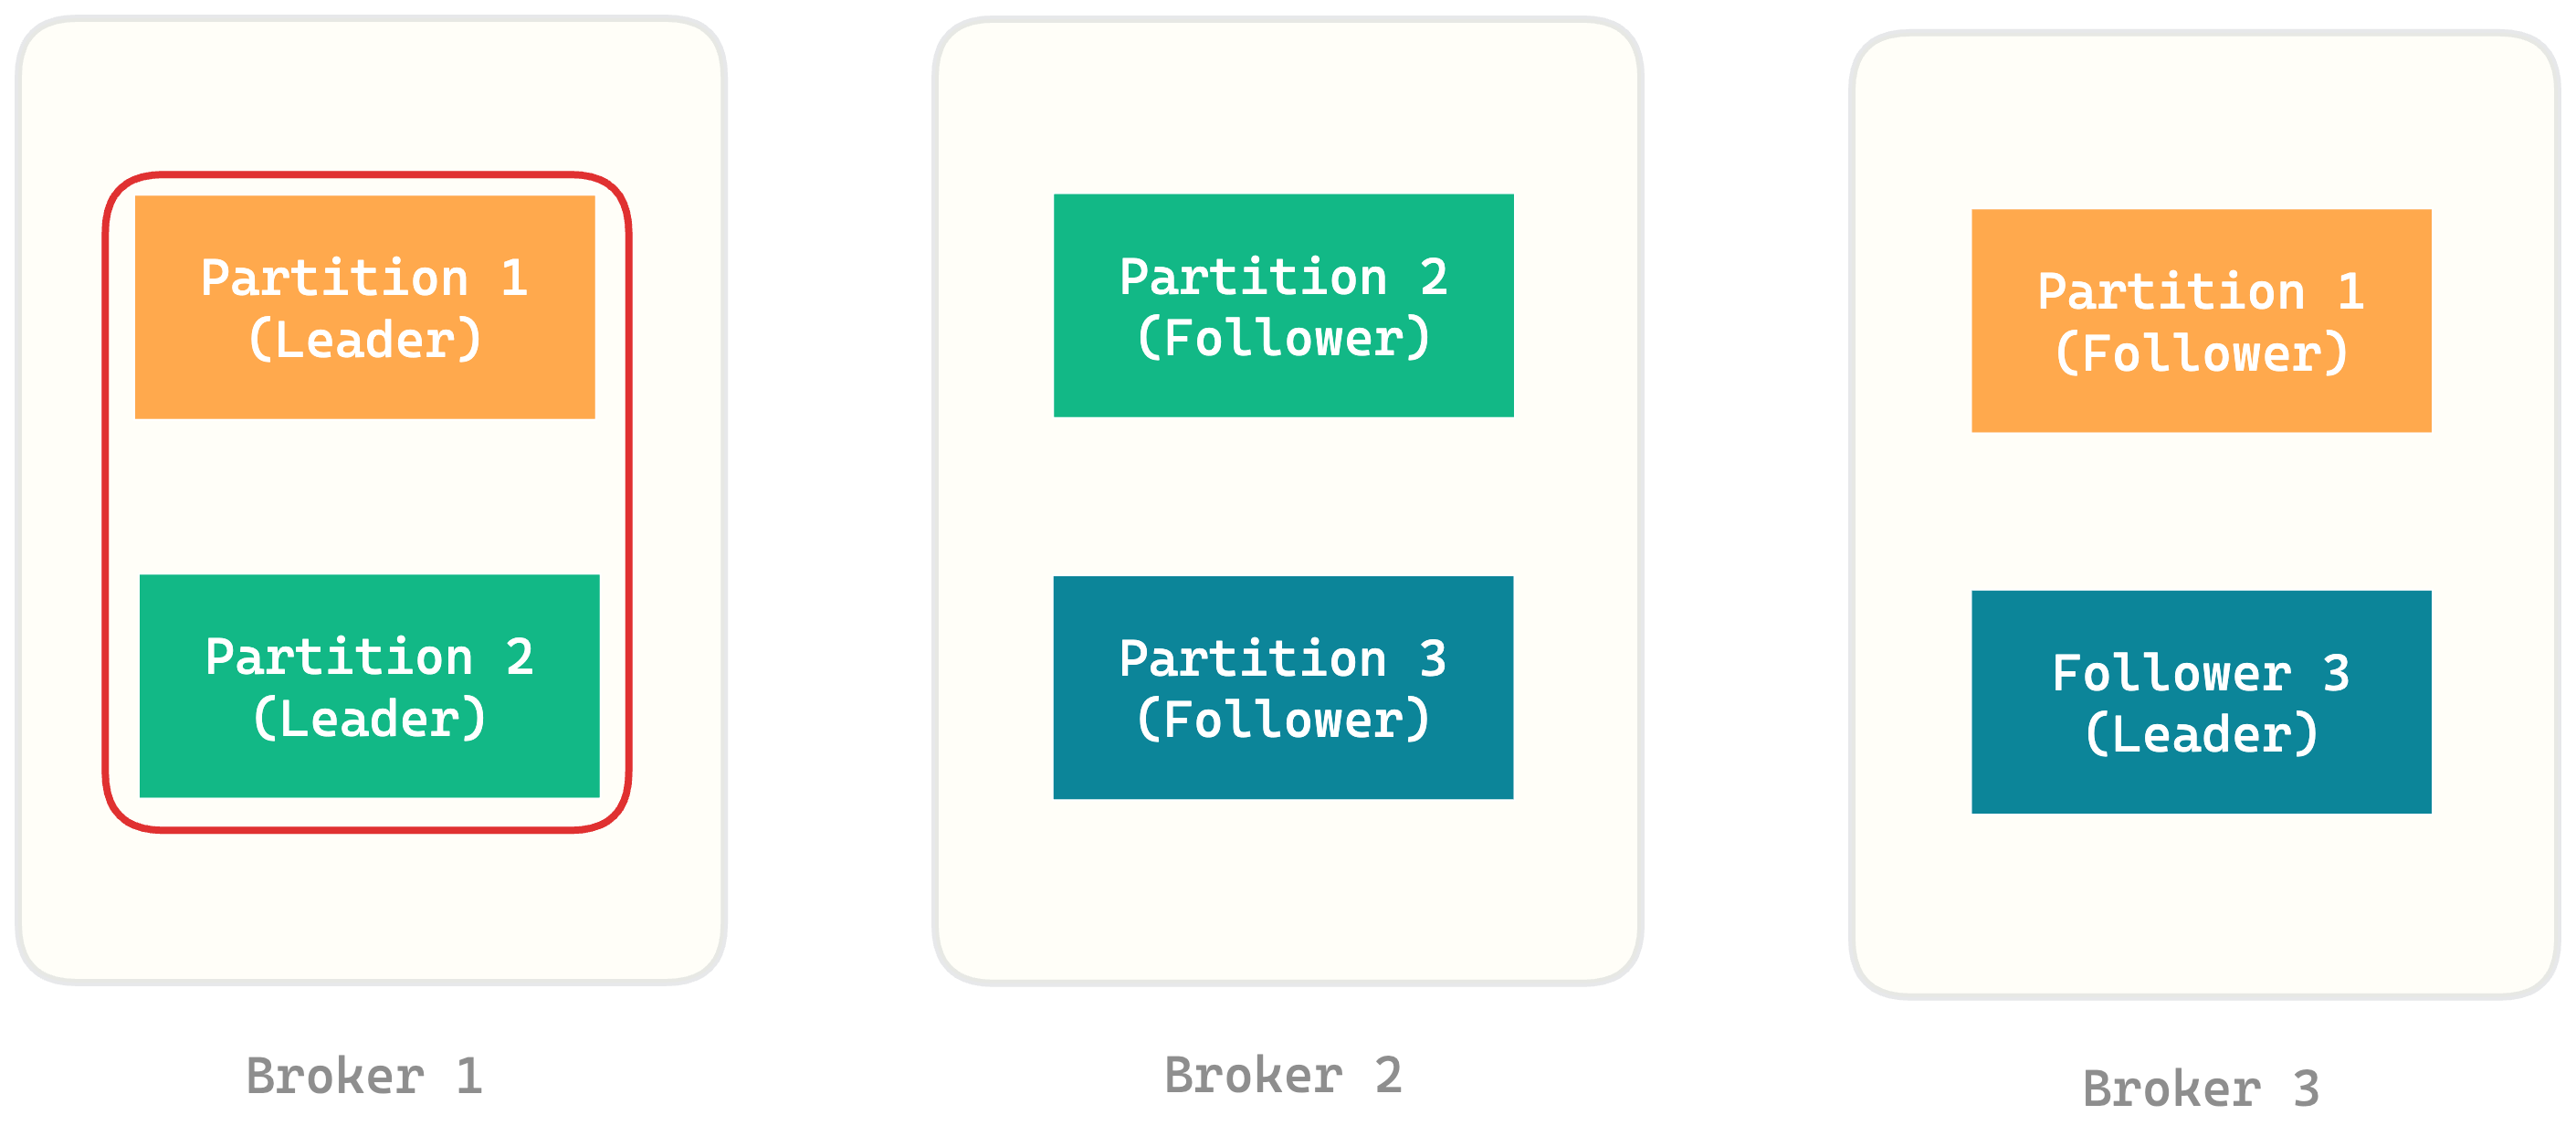 Partition 1
(Leader)
Partition 2
(Leader)
Broker 1
Partition 2
(Follower)
Partition 3
(Follower)
Broker 2
Partition 1
(Follower)
Follower 3
(Leader)
Broker 3